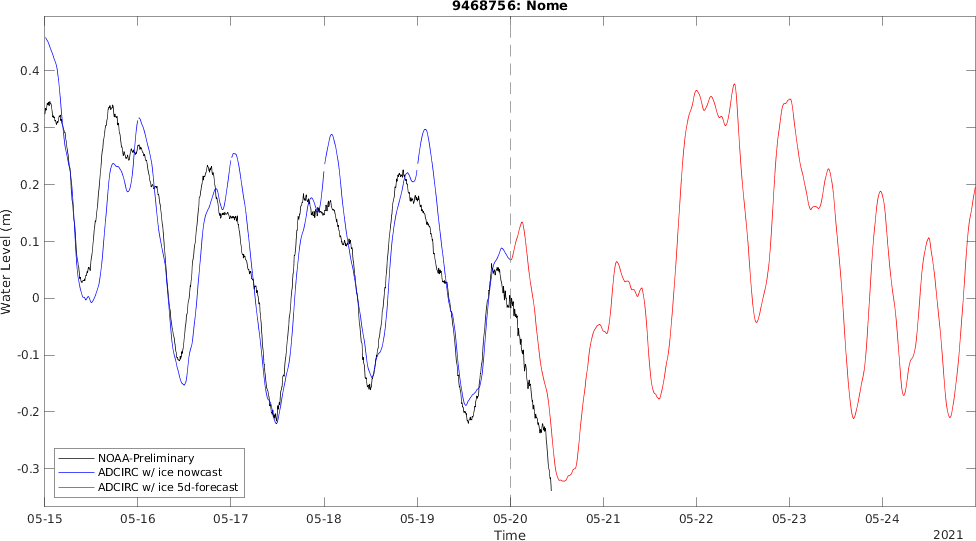 9468756: Nome
Water Level (m)
0.4
0.3
0.2
0.1
0
-0.1
-0.2
-0.3
NOAA-Preliminary
ADCIRC w/ ice nowcast
ADCIRC w/ ice 5d-forecast
05-15 05-16 05-17 05-18 05-19 05-20 05-21 05-22 05-23 05-24
Time
2021